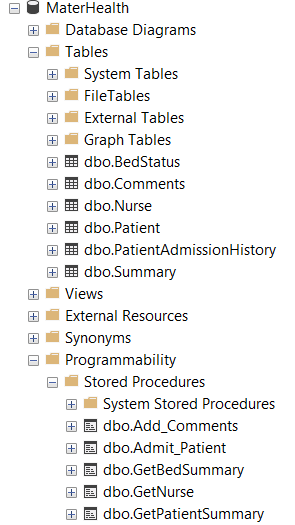 MaterHealth
Database Diagrams
Tables
System Tables
FileTables
External Tables
Graph Tables
dbo.BedStatus
dbo.Comments
dbo.Nurse
dbo.Patient
dbo.PatientAdmissionHistory
dbo.Summary
Views
External Resources
Synonyms
Programmability
Stored Procedures
System Stored Procedures
dbo.Add_Comments
dbo.Admit_Patient
dbo.GetBedSummary
dbo.GetNurse
dbo.GetPatientSummary